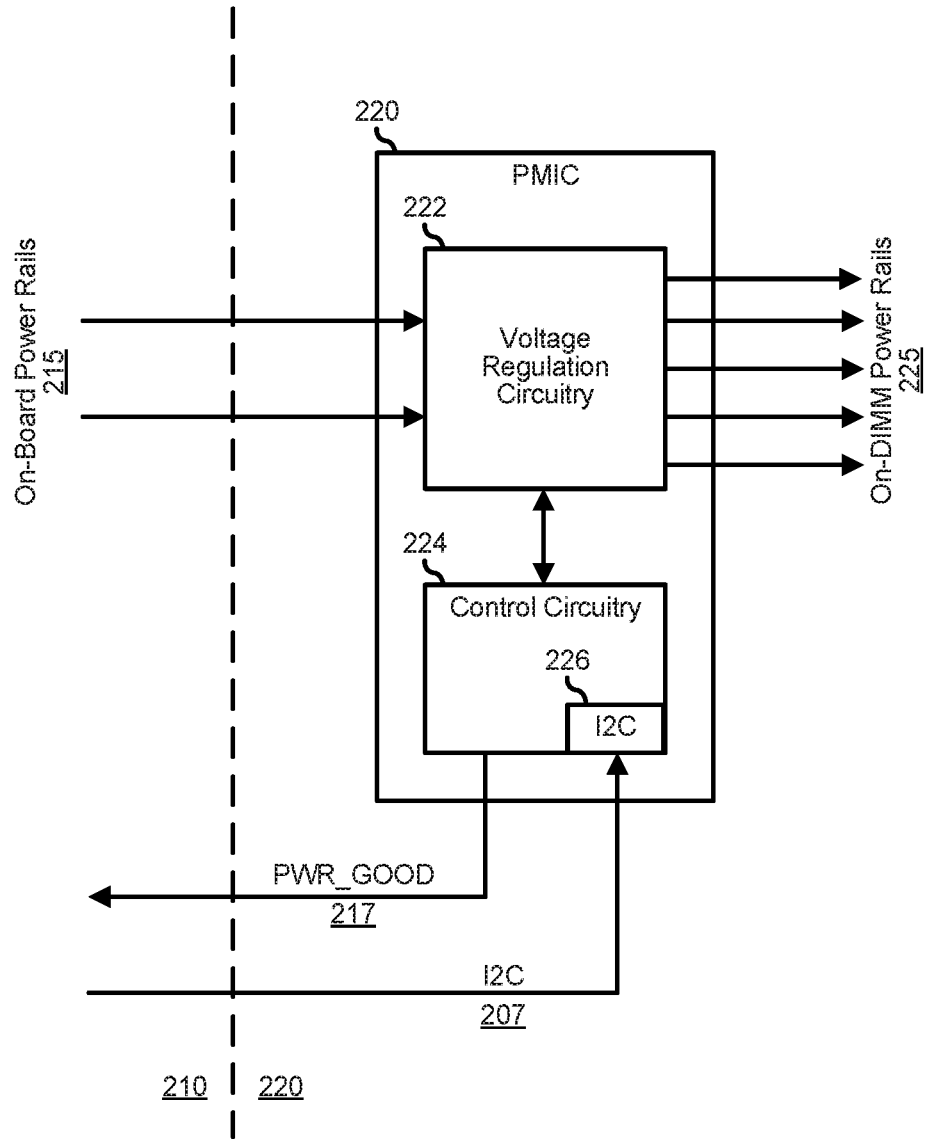 220
PMIC
222
On-Board Power Rails
215
Voltage
Regulation
Circuitry
On-DIMM Power Rails
225
224
Control Circuitry
226
I2C
PWR_GOOD
217
I2C
207
210
220